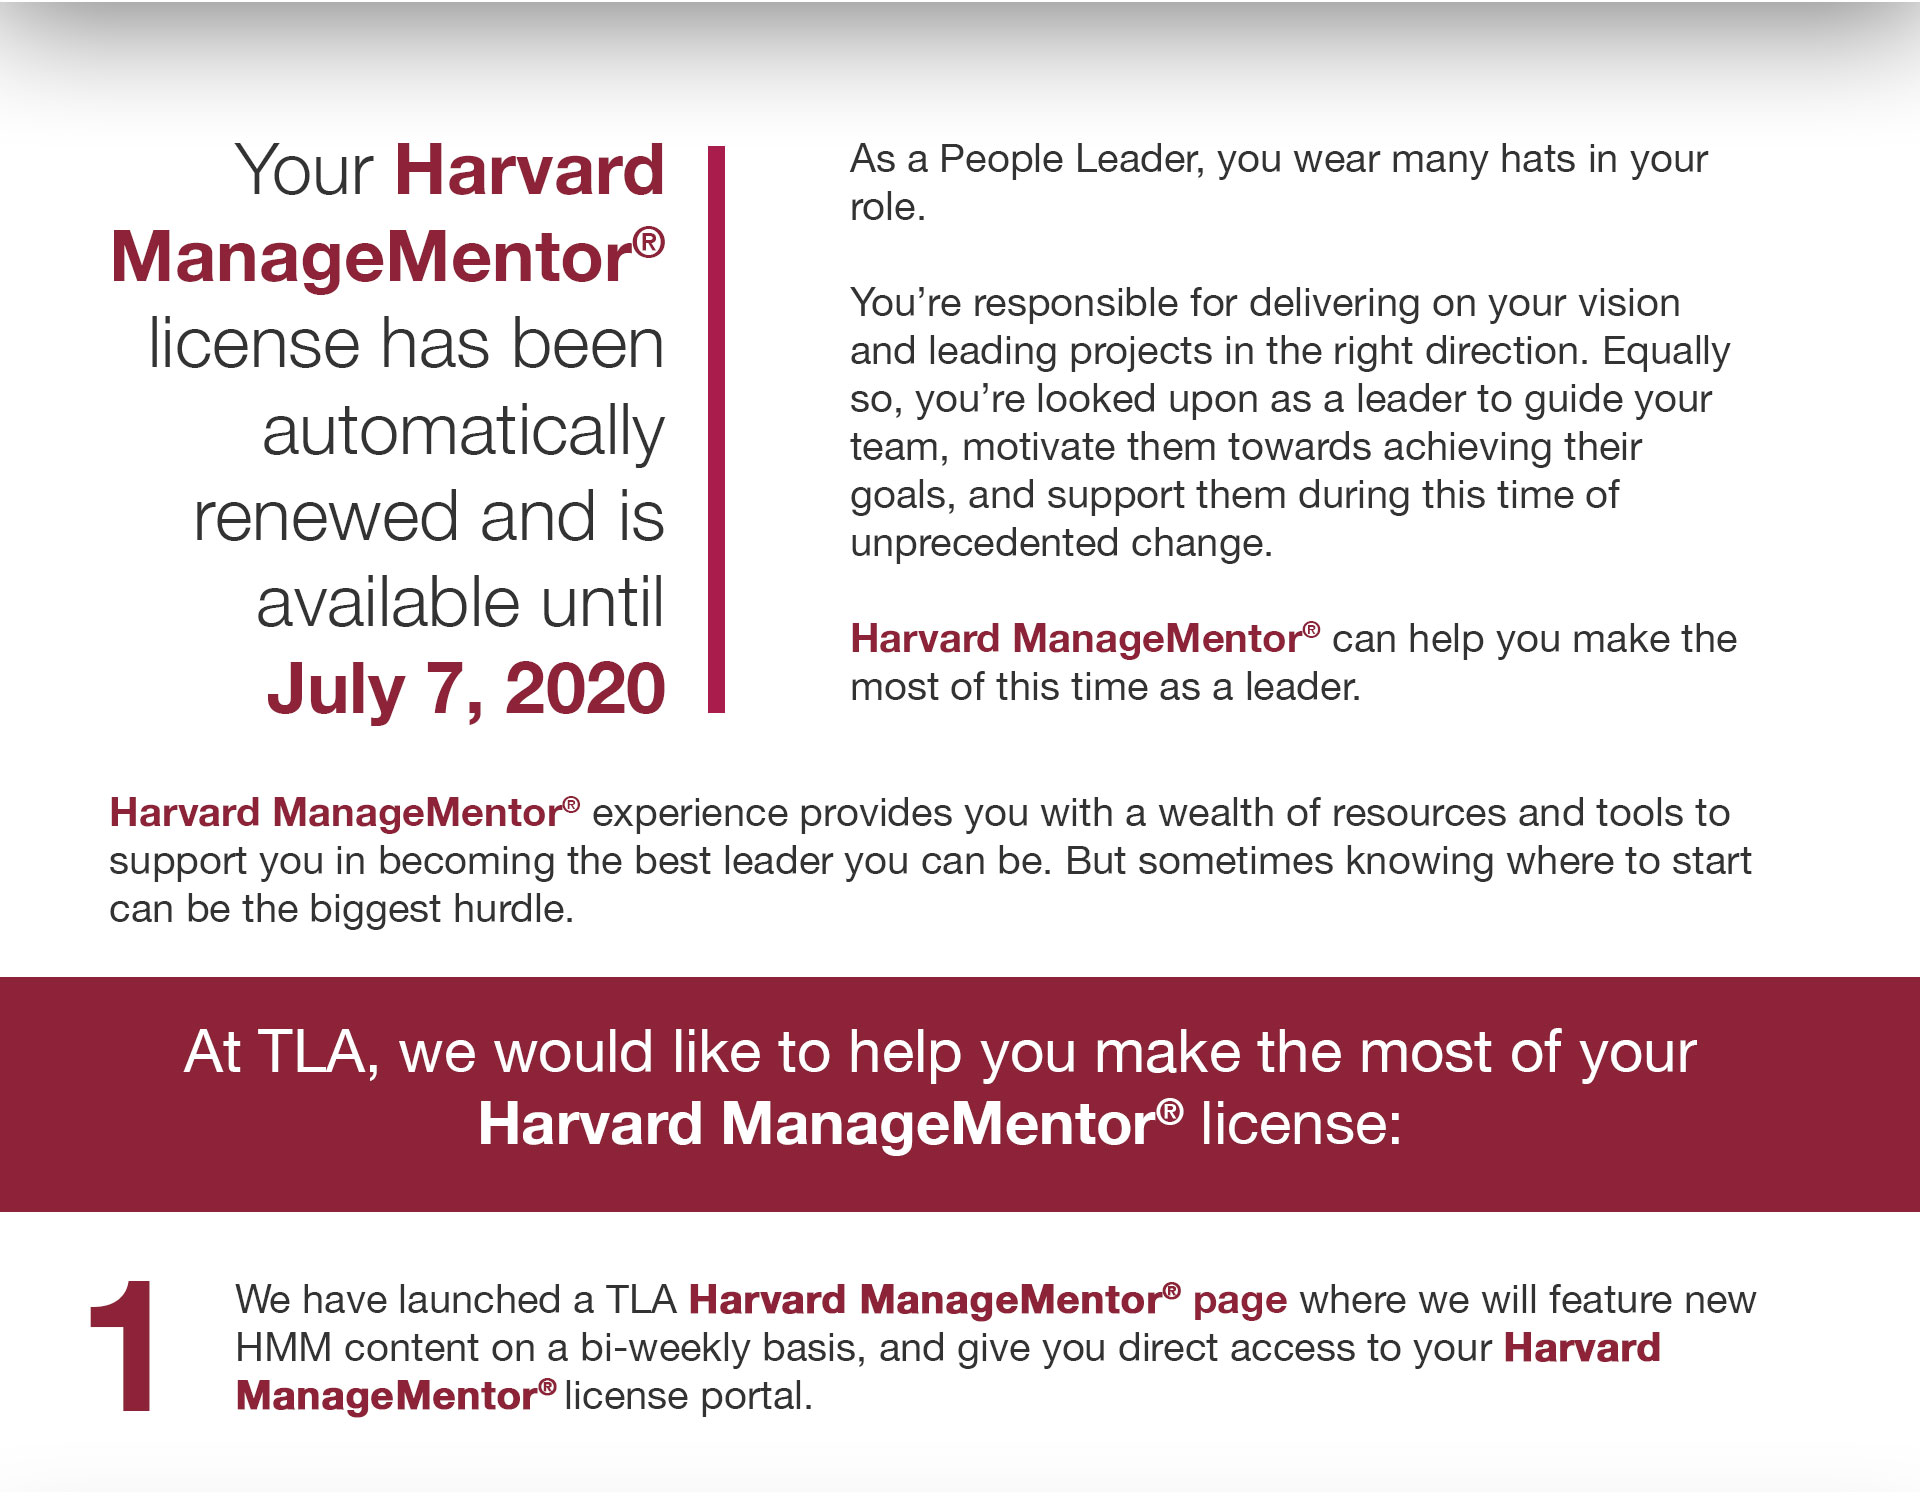 Your Harvard
ManageMentor®
license has been
automatically
renewed and is
available until
July 7, 2020
As a People Leader, you wear many hats in your
role.
You’re responsible for delivering on your vision
and leading projects in the right direction. Equally
so, you’re looked upon as a leader to guide your
team, motivate them towards achieving their
goals, and support them during this time of
unprecedented change.
Harvard ManageMentor® can help you make the
most of this time as a leader.
Harvard ManageMentor® experience provides you with a wealth of resources and tools to
support you in becoming the best leader you can be. But sometimes knowing where to start
can be the biggest hurdle.
At TLA, we would like to help you make the most of your
Harvard ManageMentor® license:
1
We have launched a TLA Harvard ManageMentor® page where we will feature new
HMM content on a bi-weekly basis, and give you direct access to your Harvard
ManageMentor® license portal.